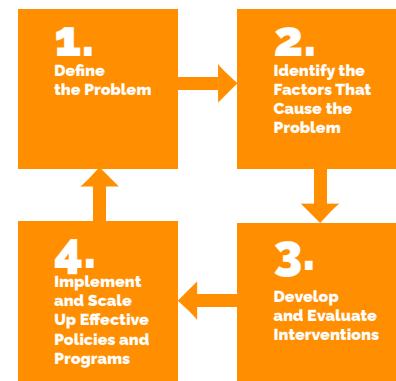 1.
Define
the Problem
2.
Identify the
Factors That
Cause the
Problem
3.
Develop
and Evaluate
Interventions
4.
Implement
and Scale
Up Effective
Policies and
Programs